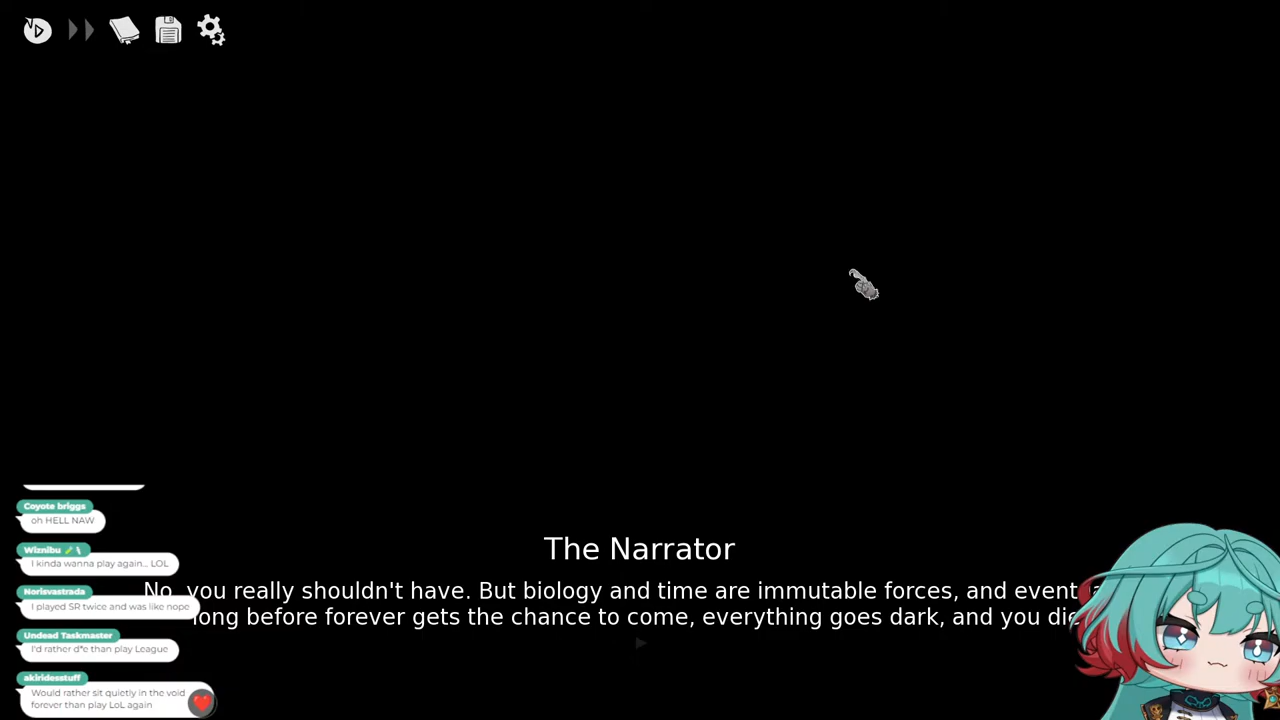 Coyote briggs
oh HELL NAW
Wiznibu
I kinda wanna play again... LOL
Norisvastrada
I played SR twice and was like nope
Undead Taskmaster
I'd rather d*e than play League
akiridesstuff
Would rather sit quietly in the void
forever than play LoL again
The Narrator
No, you really shouldn't have. But biology and time are immutable forces, and event
long before forever gets the chance to come, everything goes dark, and you die